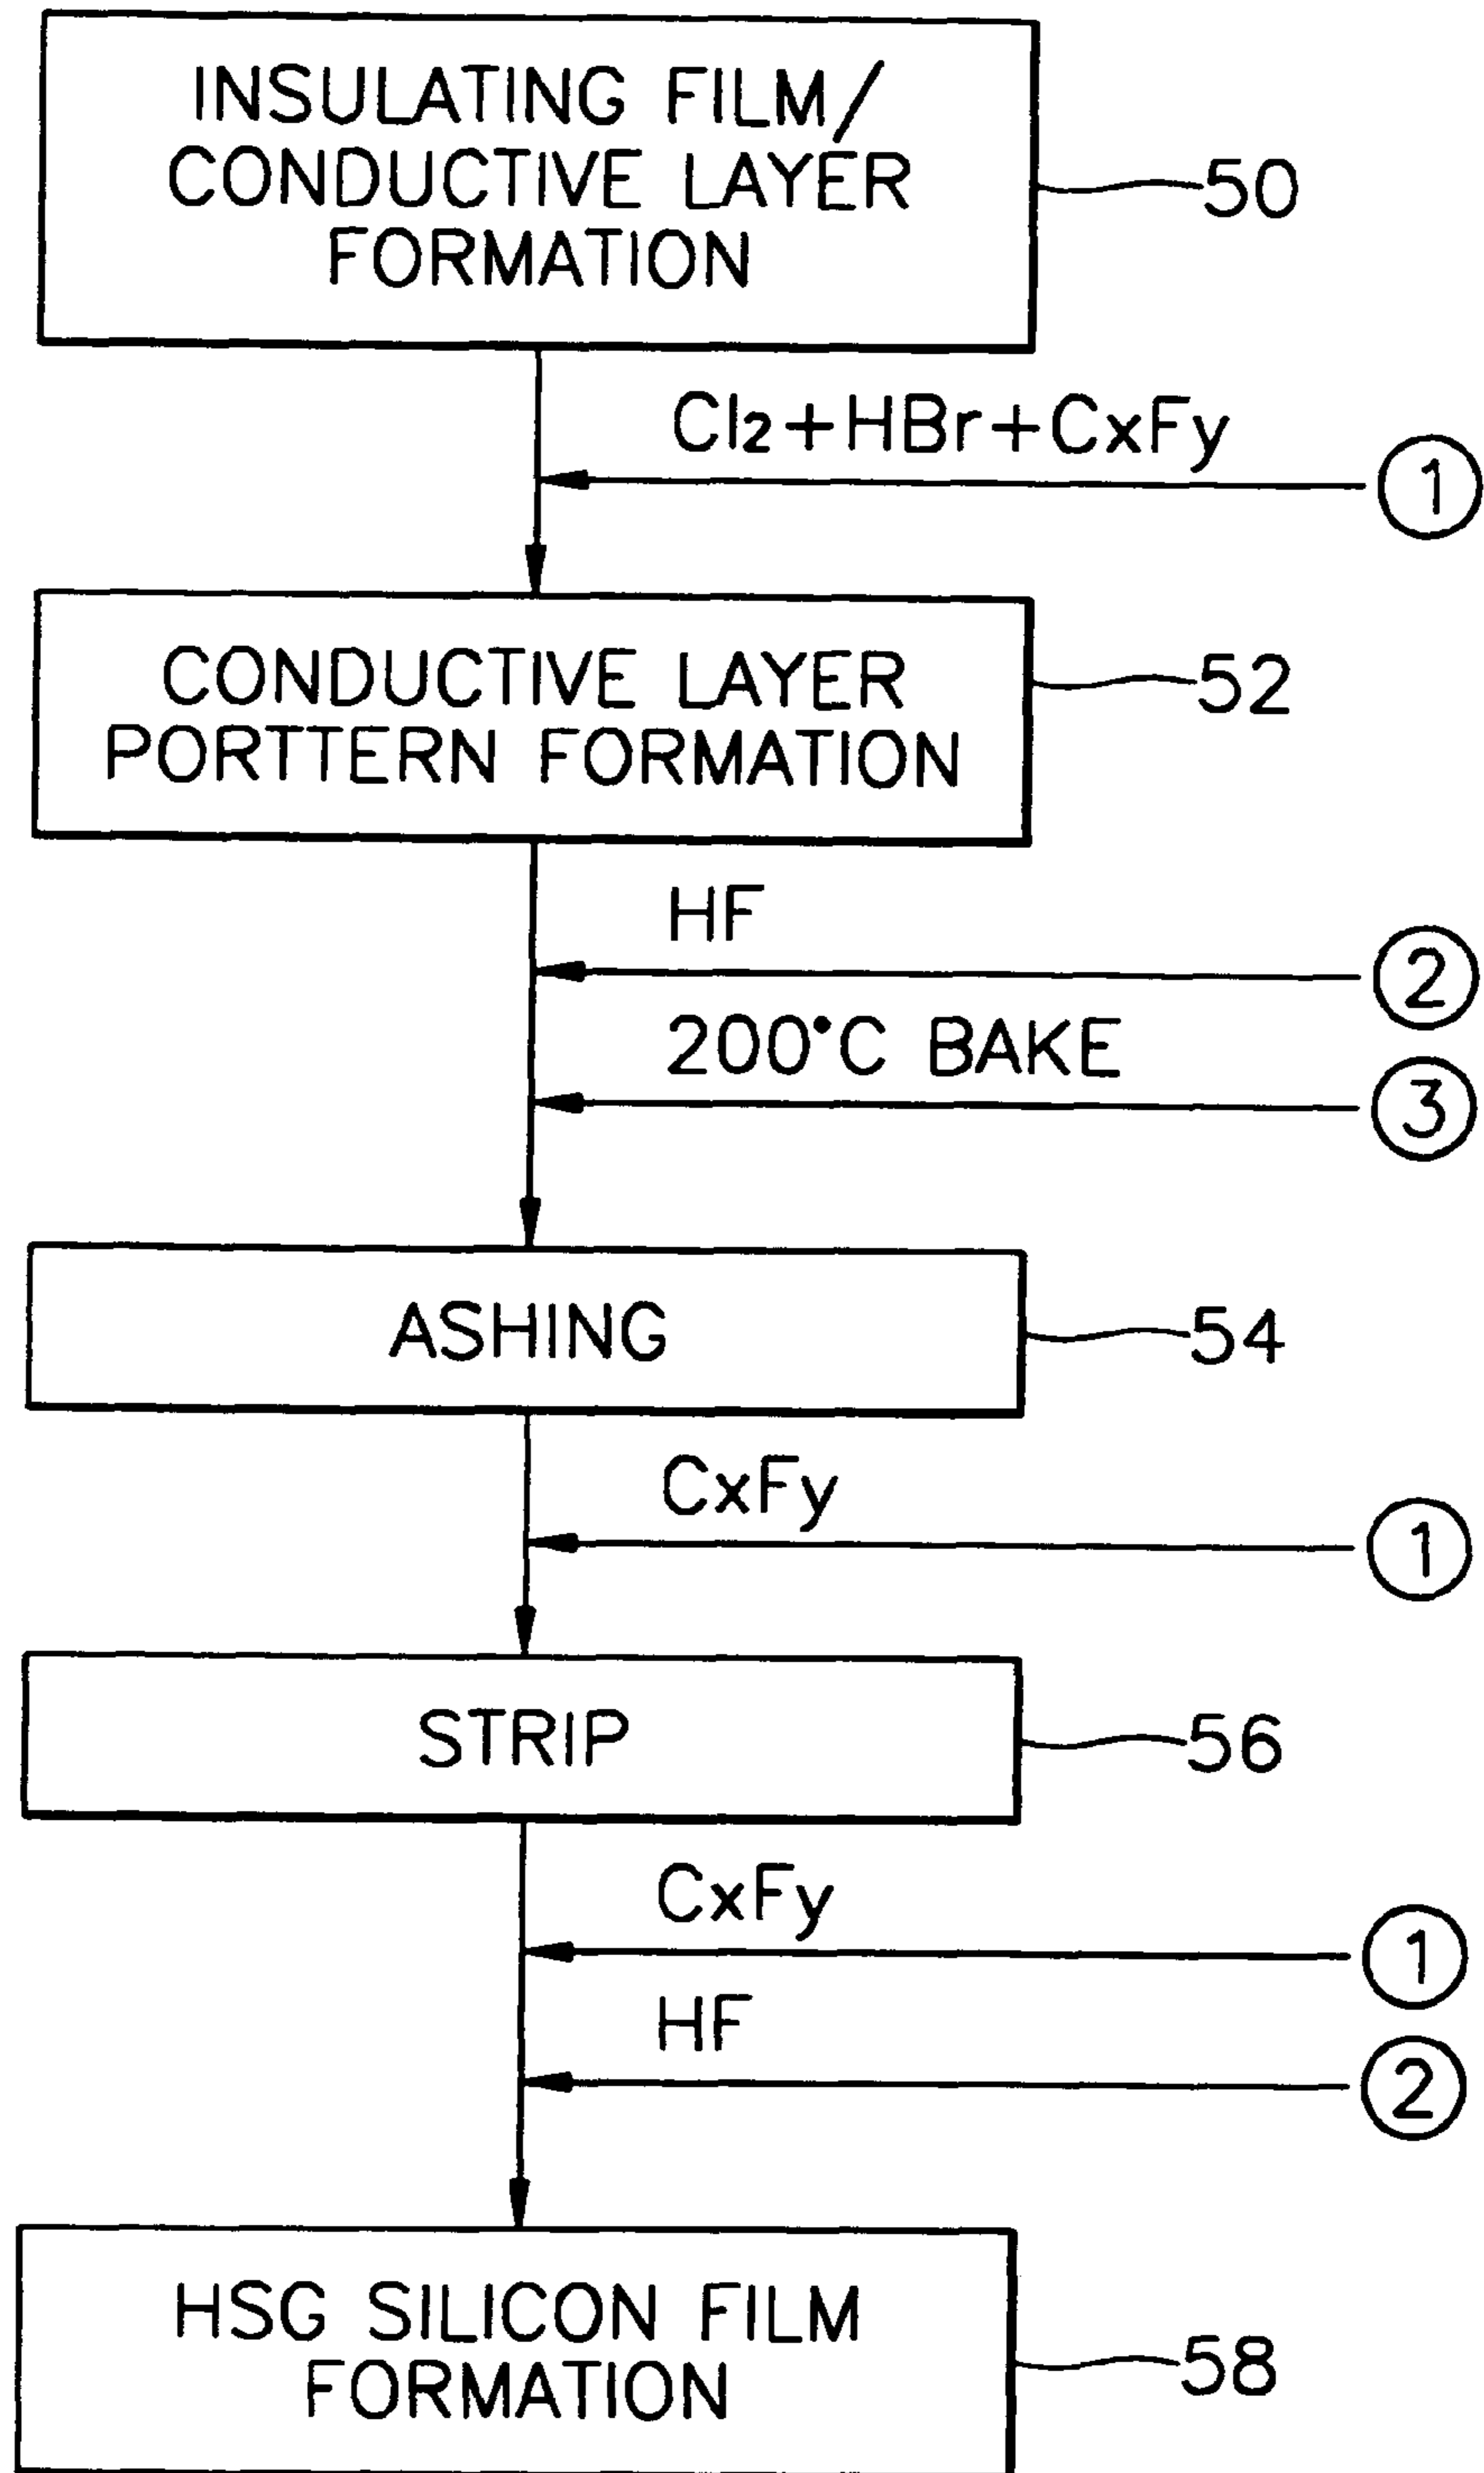 INSULATING FILM/
CONDUCTIVE LAYER
FORMATION
50
Cl2+HBr+CxFy
1
CONDUCTIVE LAYER
PORTTERN FORMATION
52
HF
2
200°C BAKE
3
ASHING
54
CxFy
1
STRIP
56
CxFy
1
HF
2
HSG SILICON FILM
FORMATION
58